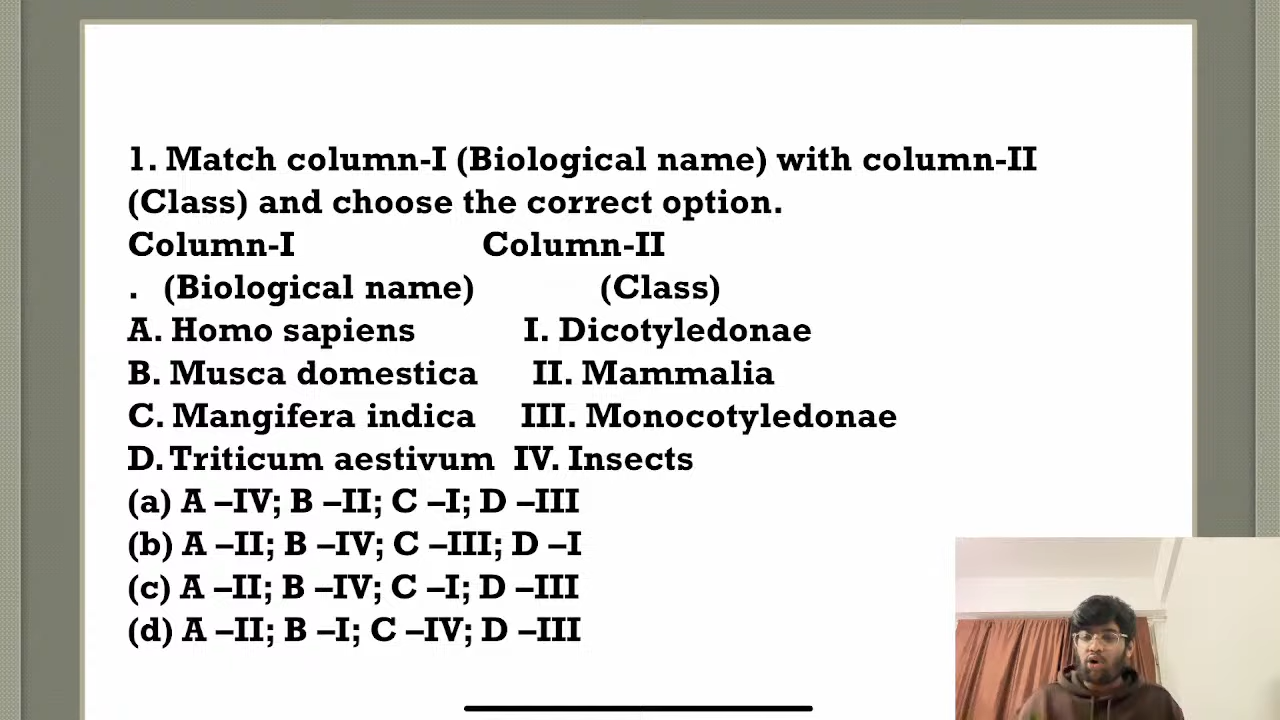 1. Match column-I (Biological name) with column-II
(Class) and choose the correct option.
Column-I Column-II
. (Biological name) (Class)
A. Homo sapiens I. Dicotyledonae
B. Musca domestica II. Mammalia
C. Mangifera indica III. Monocotyledonae
D. Triticum aestivum IV. Insects
(a) A –IV; B –II; C –I; D –III
(b) A –II; B –IV; C –III; D –I
(c) A –II; B –IV; C –I; D –III
(d) A –II; B –I; C –IV; D –III